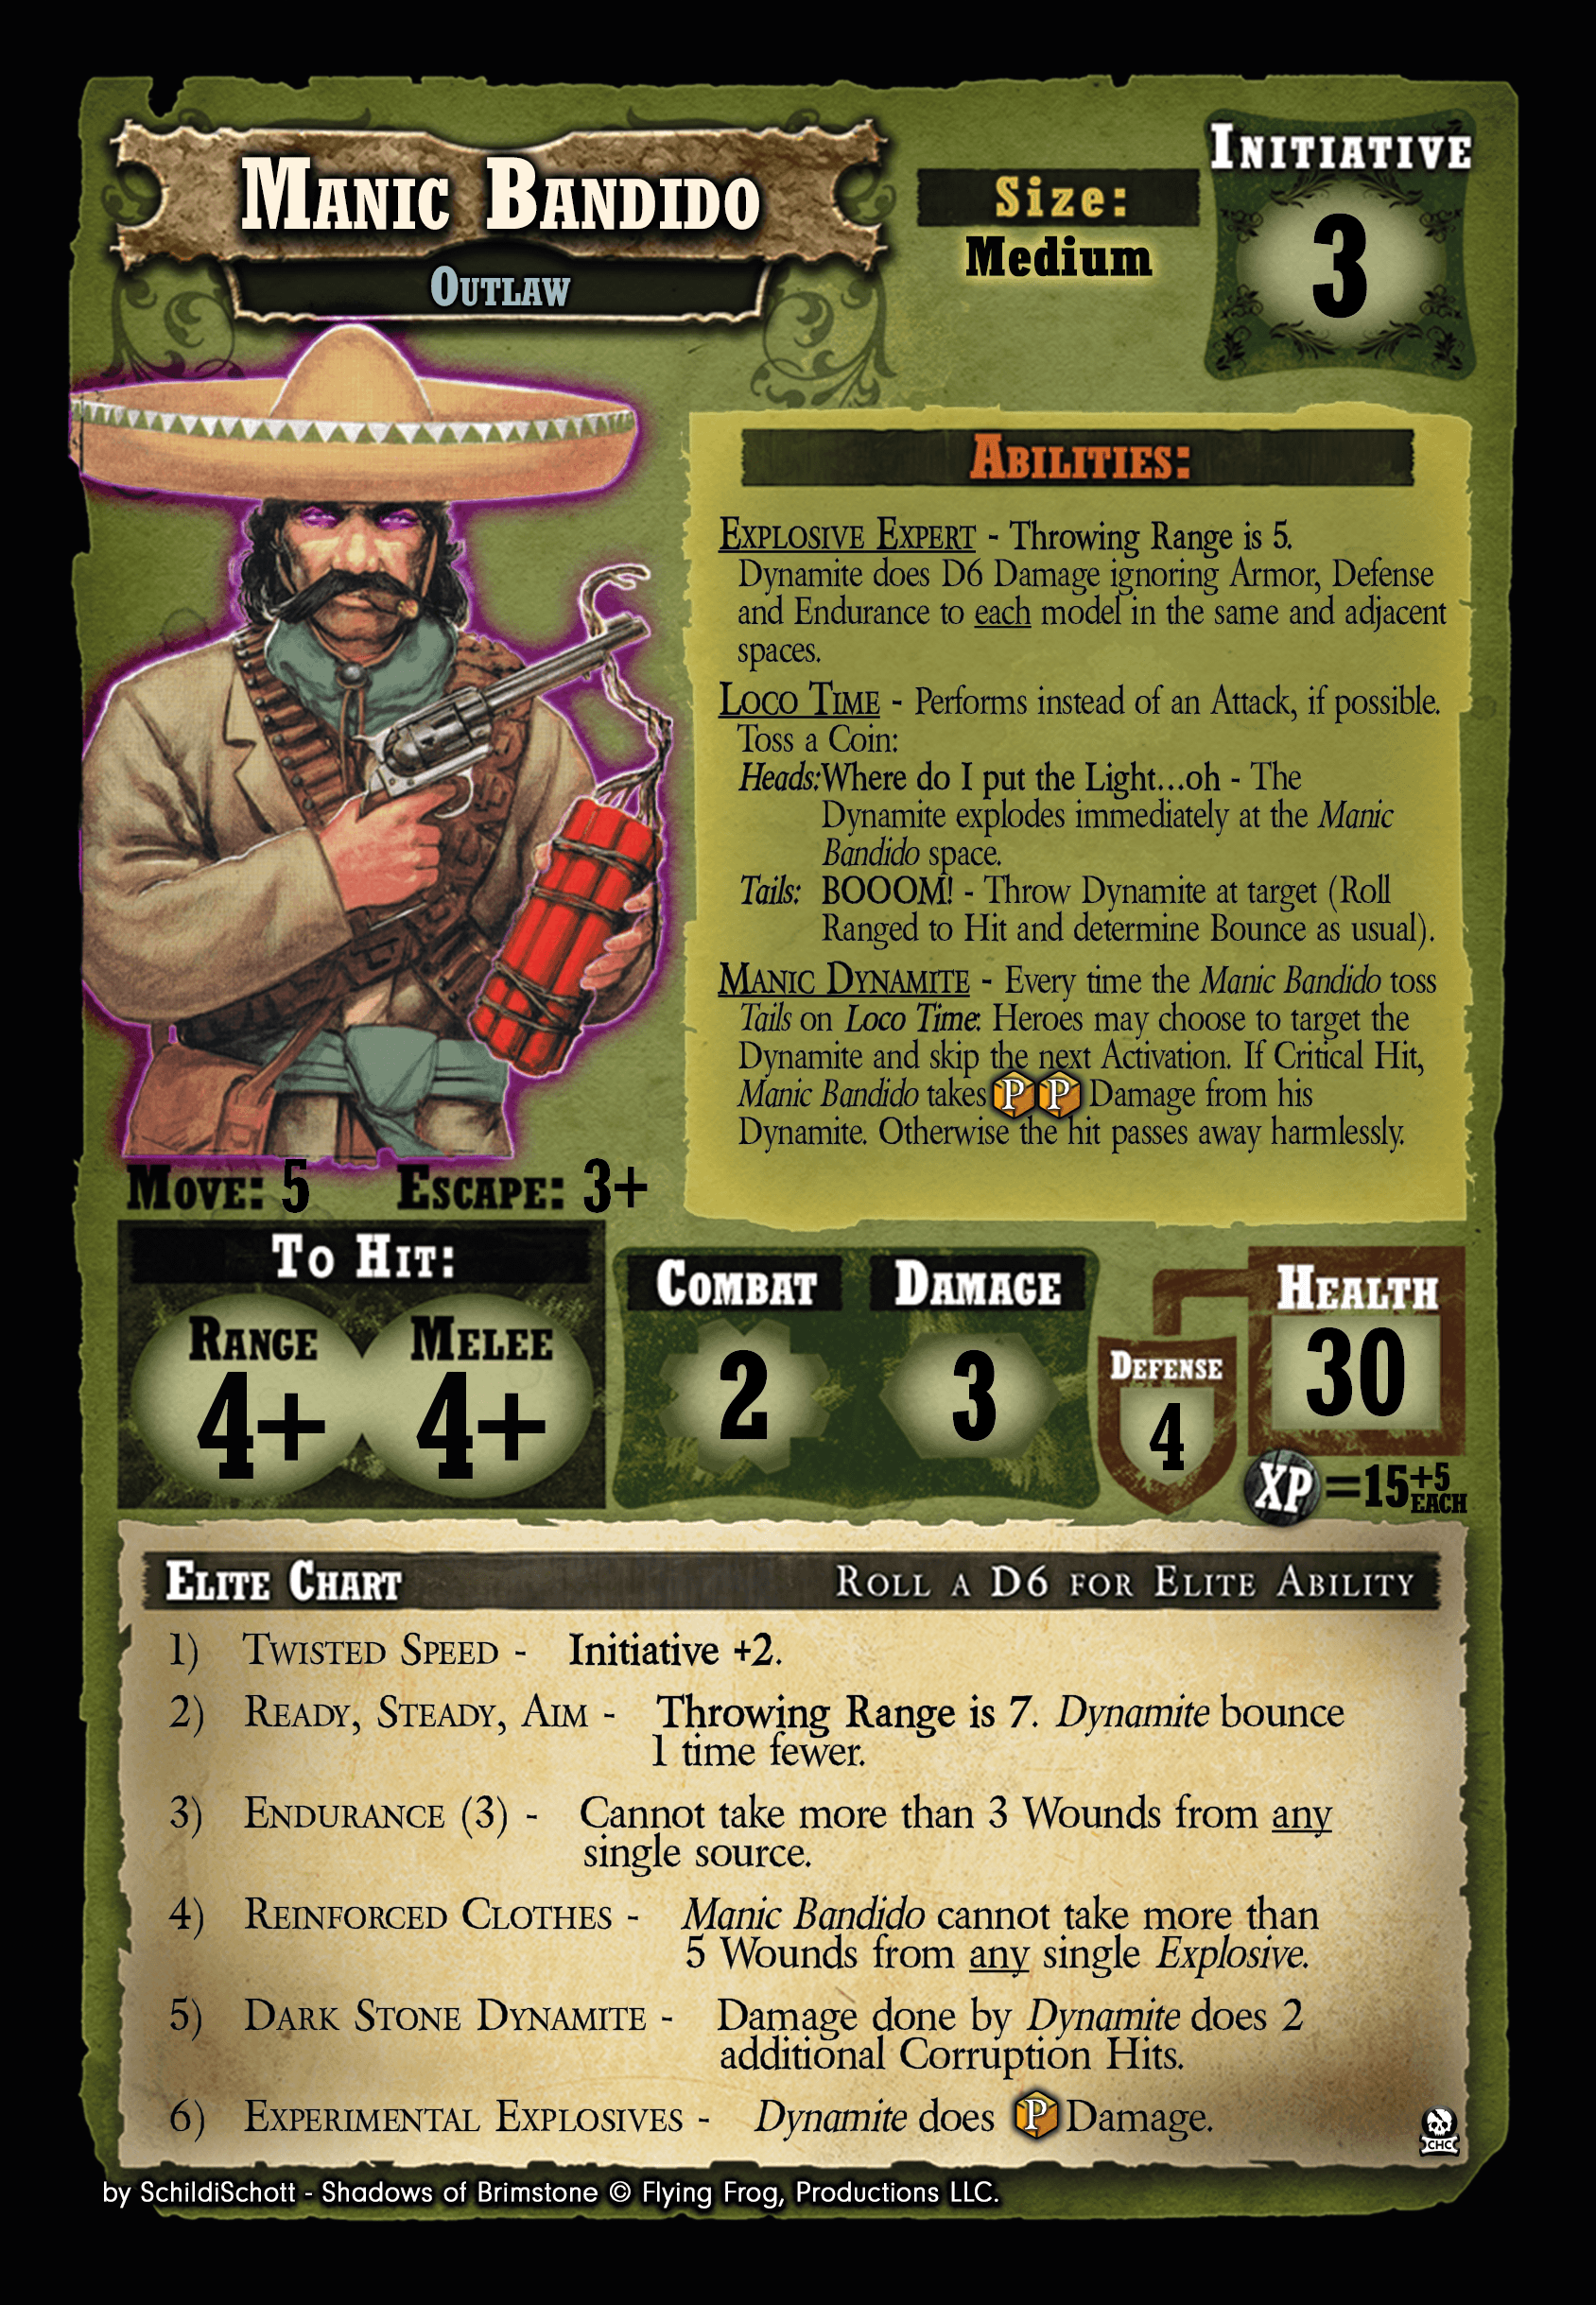 Manic Bandido
Outlaw
Size:
Medium
Initiative
3
Abilities:
Explosive Expert - Throwing Range is 5.
Dynamite does D6 Damage ignoring Armor, Defense
and Endurance to each model in the same and adjacent
spaces.
Loco Time - Performs instead of an Attack, if possible.
Toss a Coin:
Heads:Where do I put the Light...oh - The
Dynamite explodes immediately at the Manic
Bandido space.
Tails: BOOOM! - Throw Dynamite at target (Roll
Ranged to Hit and determine Bounce as usual).
Manic Dynamite - Every time the Manic Bandido toss
Tails on Loco Time: Heroes may choose to target the
Dynamite and skip the next Activation. If Critical Hit,
Manic Bandido takes P P Damage from his
Dynamite. Otherwise the hit passes away harmlessly.
Move: 5 Escape: 3+
To Hit:
Range Melee
4+ 4+
Combat Damage
2 3
Defense
4
Health
30
XP =15 +5 EACH
Elite Chart Roll a D6 for Elite Ability
1) Twisted Speed - Initiative +2.
2) Ready, Steady, Aim - Throwing Range is 7. Dynamite bounce
1 time fewer.
3) Endurance (3) - Cannot take more than 3 Wounds from any
single source.
4) Reinforced Clothes - Manic Bandido cannot take more than
5 Wounds from any single Explosive.
5) Dark Stone Dynamite - Damage done by Dynamite does 2
additional Corruption Hits.
6) Experimental Explosives - Dynamite does P Damage.
CHC
by SchildiSchott - Shadows of Brimstone © Flying Frog, Productions LLC.